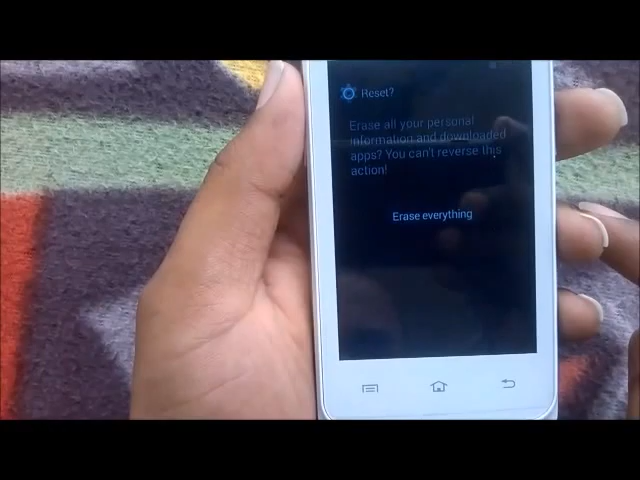 Reset?
Erase all your personal
information and downloaded
apps? You can't reverse this
action!
Erase everything